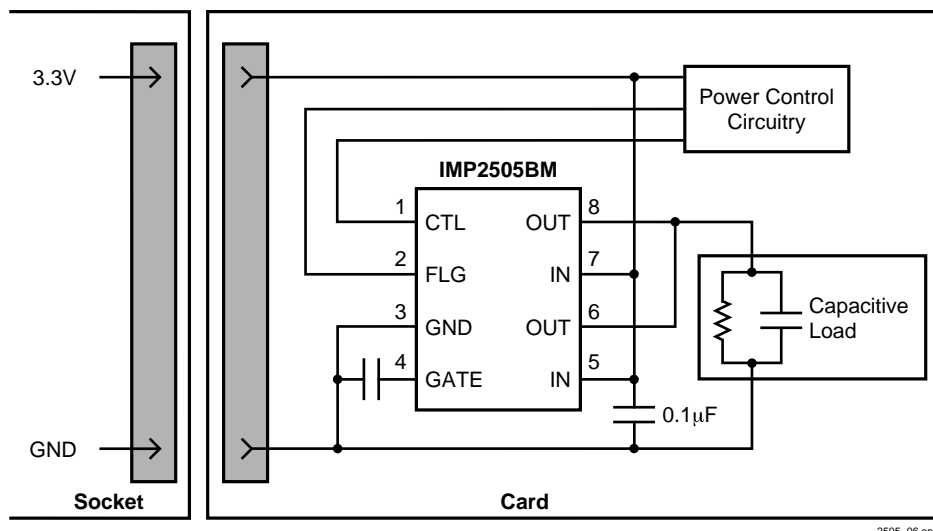 3.3V
Power Control
Circuitry
IMP2505BM
1
CTL
OUT
8
2
FLG
IN
7
3
GND
OUT
6
4
GATE
IN
5
Capacitive
Load
0.1μF
GND
Socket
Card